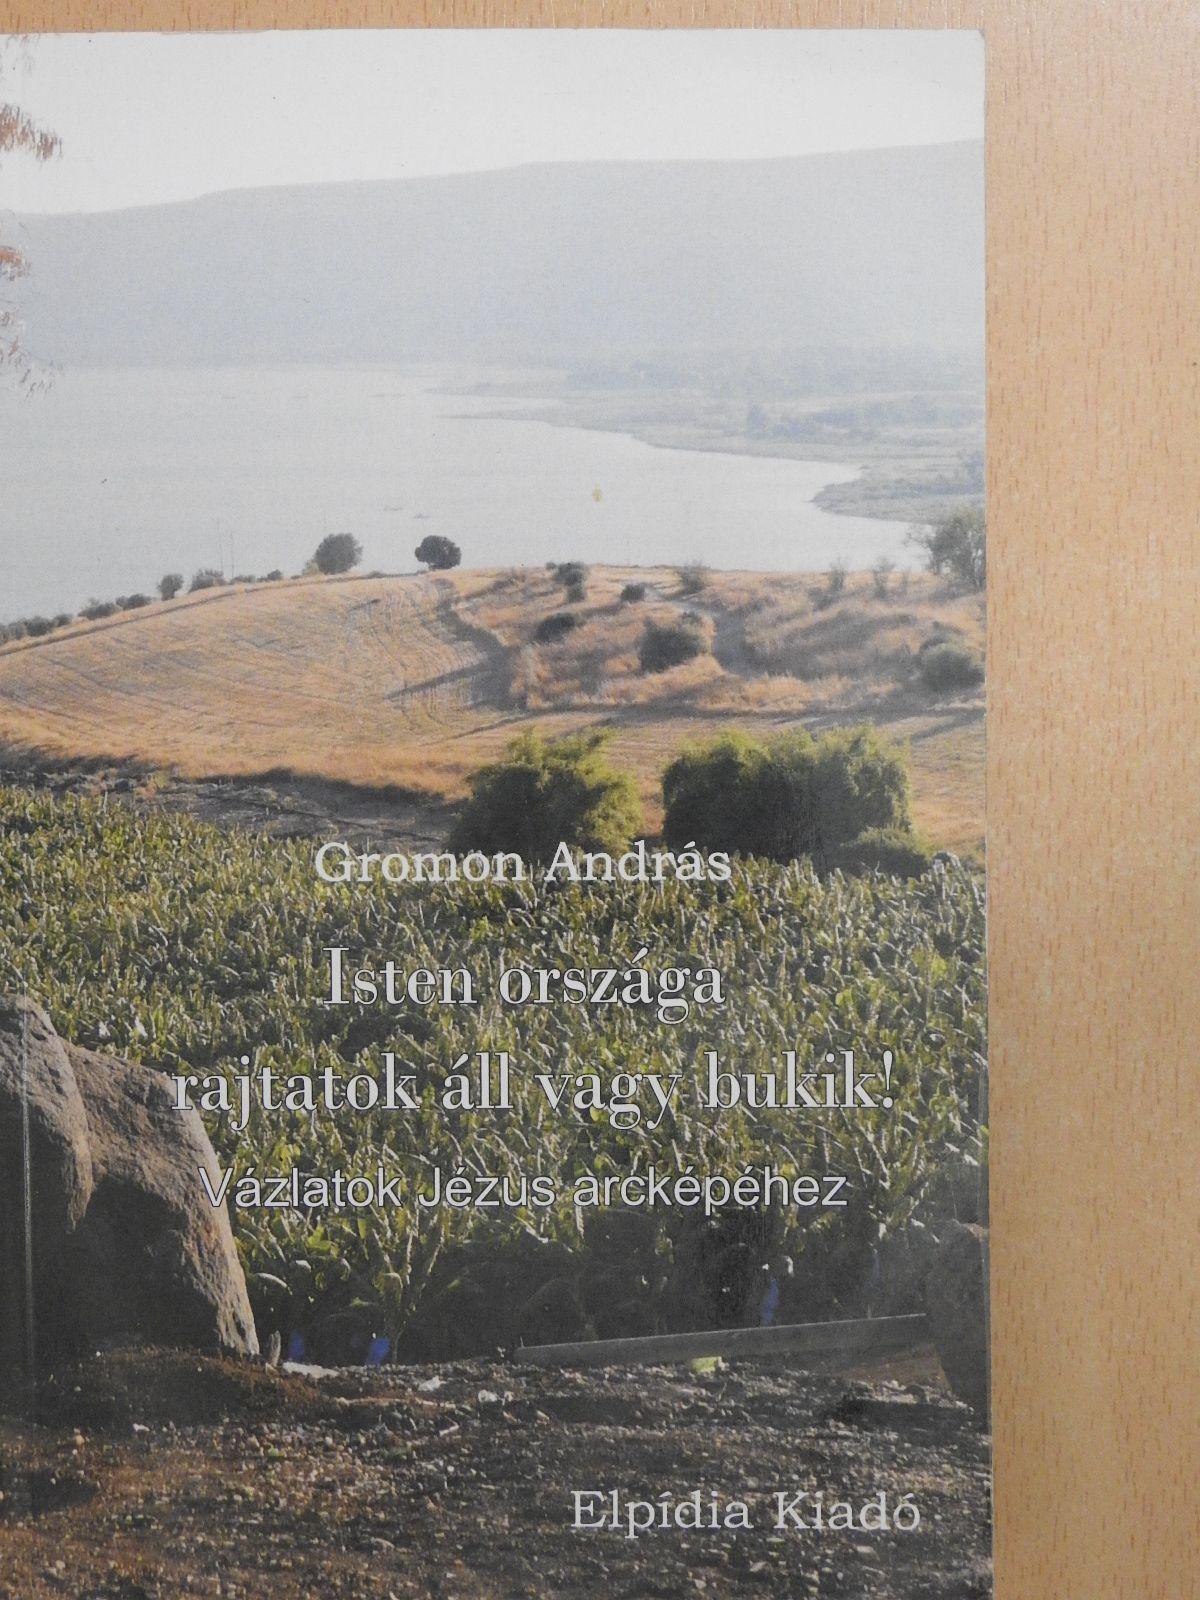 Gromon András
Isten országa
rajtatok áll vagy bukik!
Vázlatok Jézus arcképéhez
Elpídia Kiadó